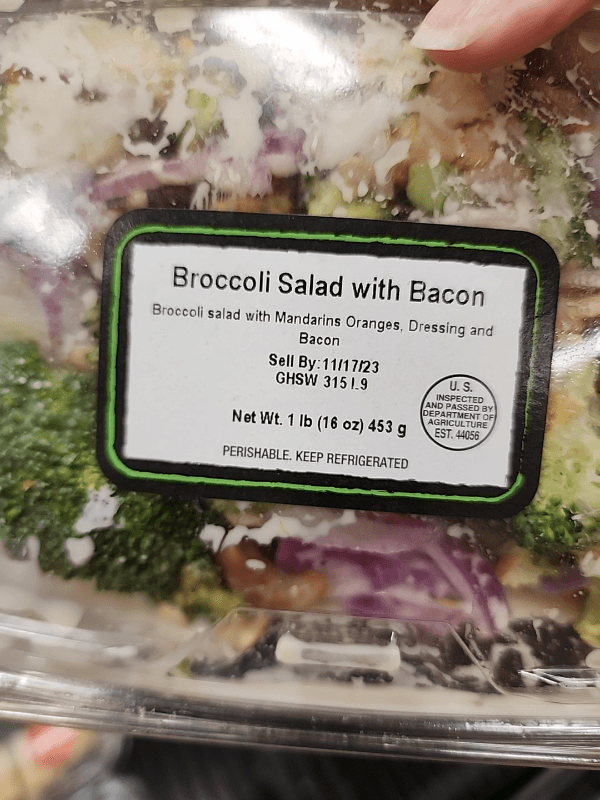 Broccoli Salad with Bacon
Broccoli salad with Mandarins Oranges, Dressing and
Bacon
Sell By:11/17/23
GHSW 315 1.9
Net Wt. 1 lb (16 oz) 453 g
U. S.
INSPECTED
AND PASSED BY
DEPARTMENT OF
AGRICULTURE
EST. 44056
PERISHABLE. KEEP REFRIGERATED